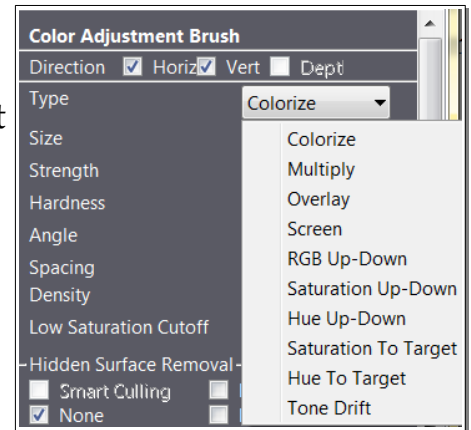 Color Adjustment Brush
Direction Horiz Vert Dept
Type Colorize
Size Colorize
Strength Multiply
Hardness Overlay
Angle Screen
Spacing RGB Up-Down
Density Saturation Up-Down
Low Saturation Cutoff Hue Up-Down
Saturation To Target
Hidden Surface Removal Hue To Target
Smart Culling
None Tone Drift